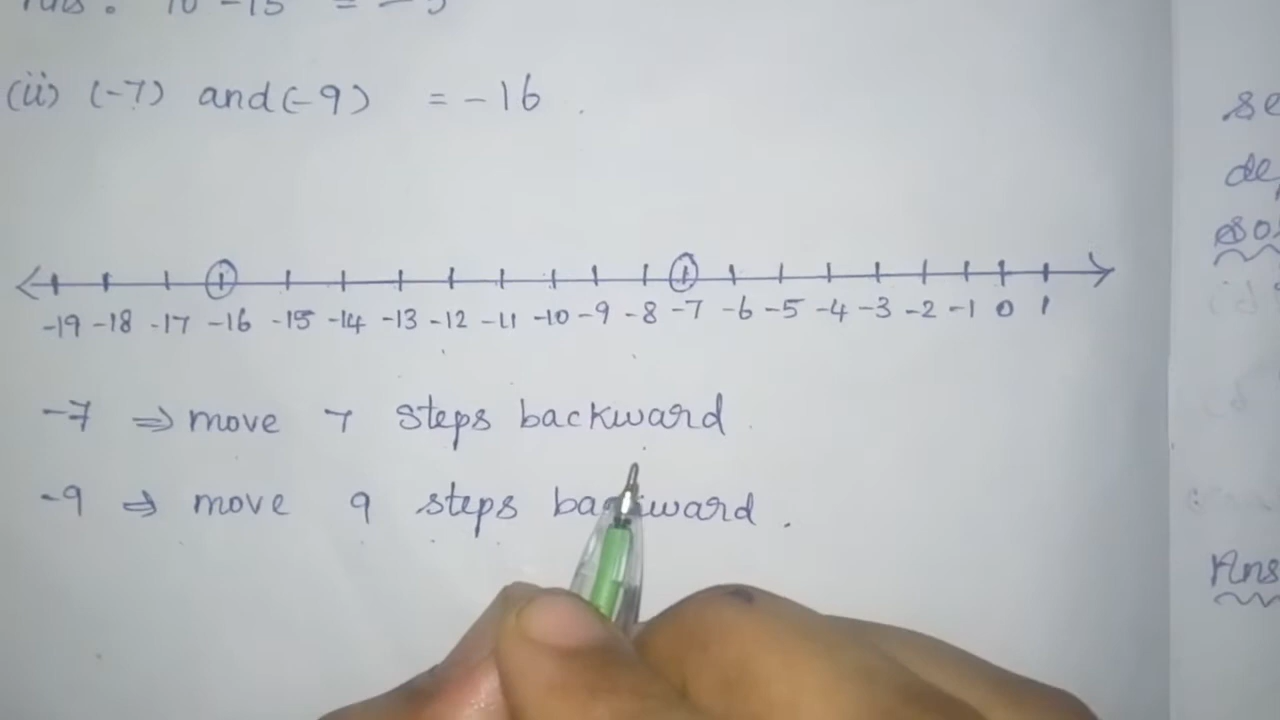 (ii) (-7) and (-9) = -16
-19 -18 -17 -16 -15 -14 -13 -12 -11 -10 -9 -8 -7 -6 -5 -4 -3 -2 -1 0 1
-7 ⇒ move 7 steps backward
-9 ⇒ move 9 steps backward.
Ans